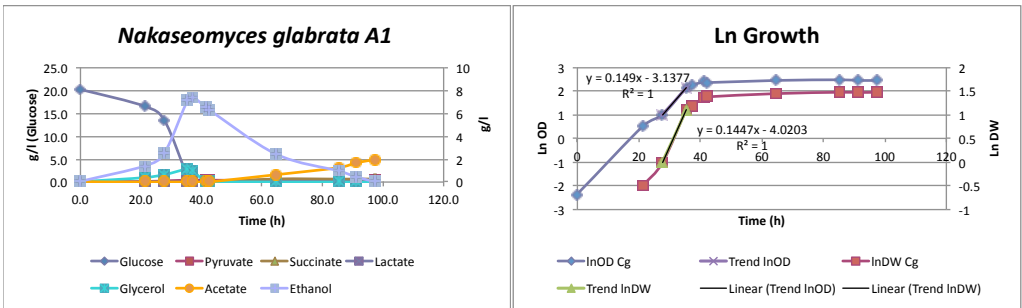 Nakaseomyces glabrata A1
25.0
20.0
15.0
10.0
5.0
0.0
g/l (Glucose)
10
8
6
4
2
0
g/l
0.0 20.0 40.0 60.0 80.0 100.0 120.0 140.0
Time (h)
Glucose Pyruvate Succinate Lactate
Glycerol Acetate Ethanol
Ln Growth
3
2
1
0
-1
-2
-3
Ln OD
y = 0.149x - 3.1377
R² = 1
y = 0.1447x - 4.0203
R² = 1
2
1.5
1
0.5
0
-0.5
-1
Ln DW
0 20 40 60 80 100 120
Time (h)
lnOD Cg Trend lnOD lnDW Cg
Trend lnDW Linear (Trend lnOD) Linear (Trend lnDW)